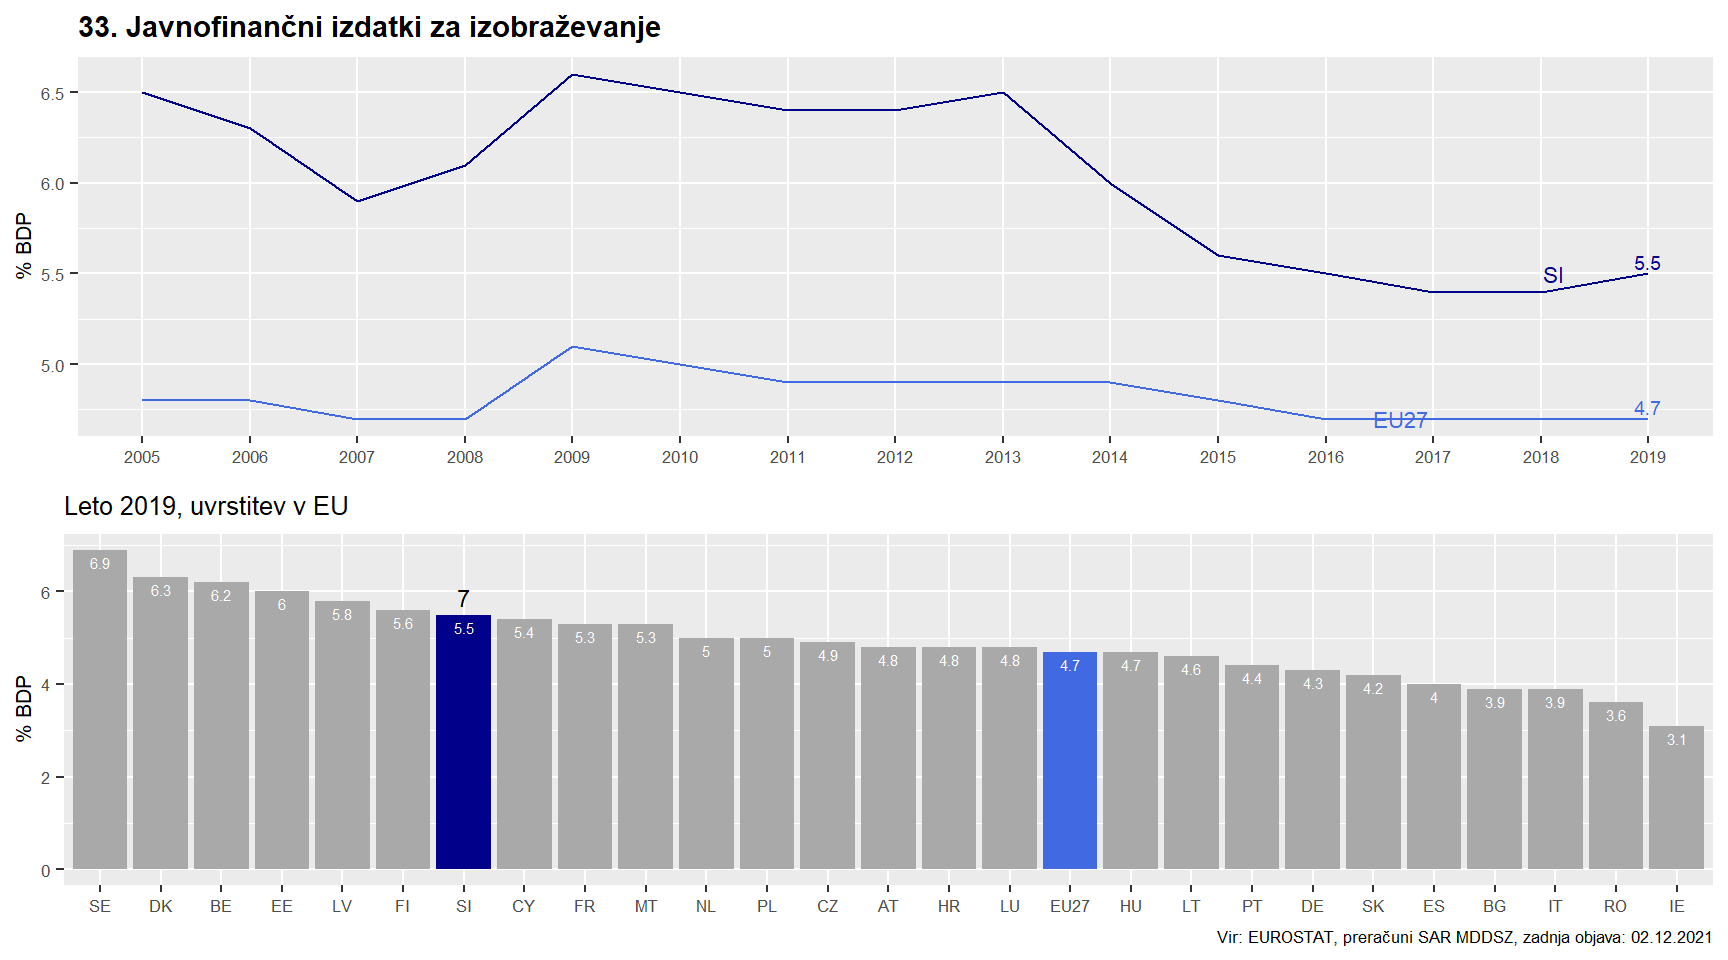 33. Javnofinančni izdatki za izobraževanje
% BDP
6.5
6.0
5.5
5.0
SI
5.5
EU27
4.7
2005 2006 2007 2008 2009 2010 2011 2012 2013 2014 2015 2016 2017 2018 2019
Leto 2019, uvrstitev v EU
% BDP
6
4
2
0
7
6.9 6.3 6.2 6 5.8 5.6 5.5 5.4 5.3 5.3 5 5 4.9 4.8 4.8 4.8 4.7 4.7 4.6 4.4 4.3 4.2 4 3.9 3.9 3.6 3.1
SE DK BE EE LV FI SI CY FR MT NL PL CZ AT HR LU EU27 HU LT PT DE SK ES BG IT RO IE
Vir: EUROSTAT, preračuni SAR MDDSZ, zadnja objava: 02.12.2021